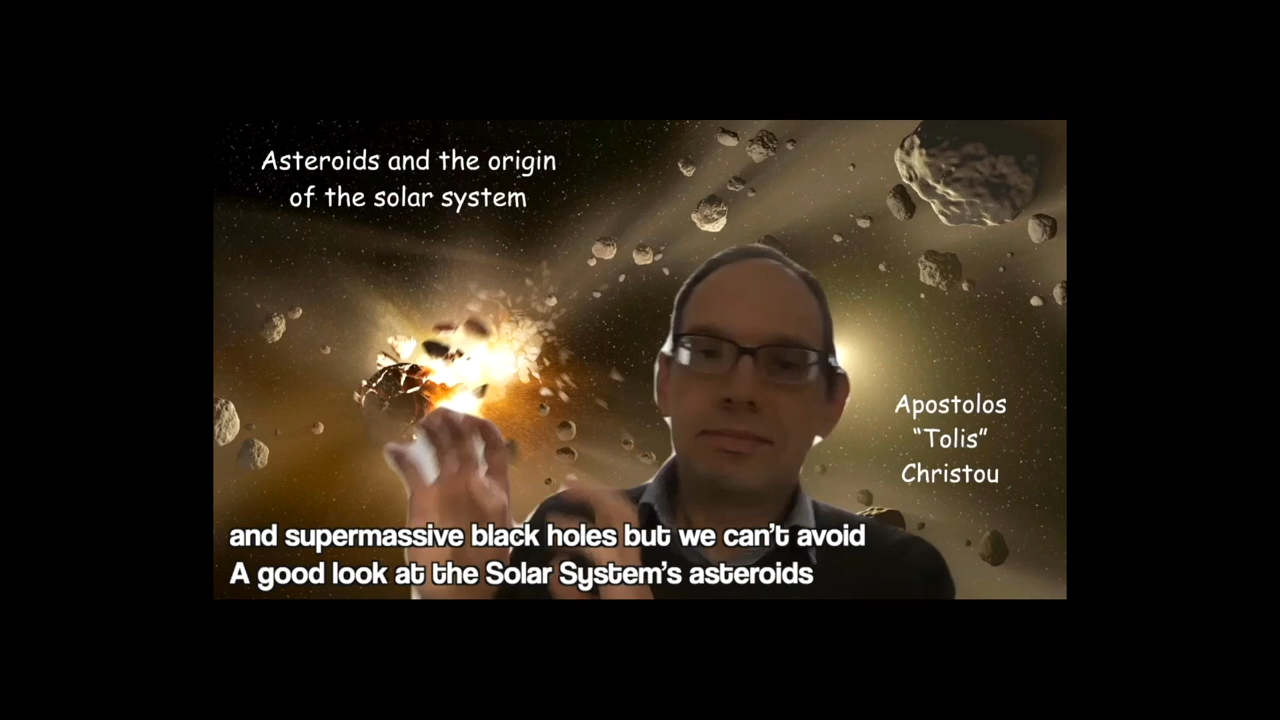 Asteroids and the origin
of the solar system
Apostolos
“Tolis”
Christou
and supermassive black holes but we can't avoid
A good look at the Solar System's asteroids